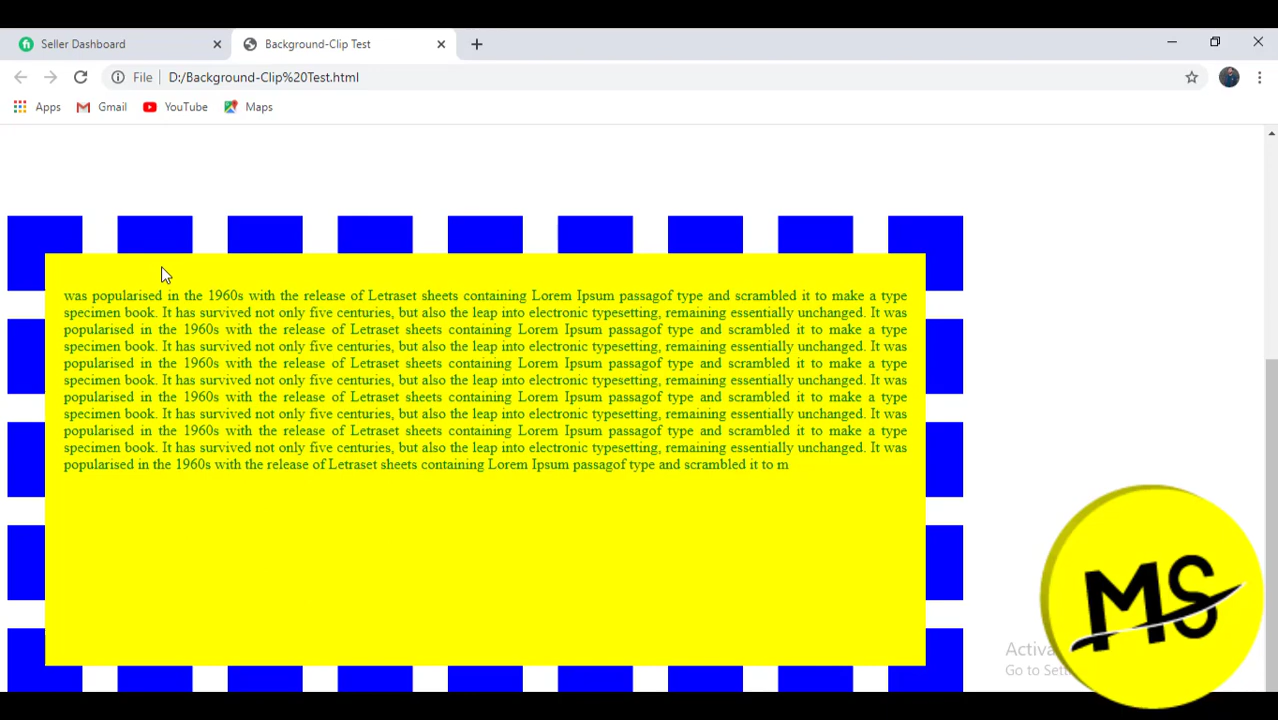 Seller Dashboard
Background-Clip Test
File
D:/Background-Clip%20Test.html
Apps
Gmail
YouTube
Maps
was popularised in the 1960s with the release of Letraset sheets containing Lorem Ipsum passagof type and scrambled it to make a type
specimen book. It has survived not only five centuries, but also the leap into electronic typesetting, remaining essentially unchanged. It was
popularised in the 1960s with the release of Letraset sheets containing Lorem Ipsum passagof type and scrambled it to make a type
specimen book. It has survived not only five centuries, but also the leap into electronic typesetting, remaining essentially unchanged. It was
popularised in the 1960s with the release of Letraset sheets containing Lorem Ipsum passagof type and scrambled it to make a type
specimen book. It has survived not only five centuries, but also the leap into electronic typesetting, remaining essentially unchanged. It was
popularised in the 1960s with the release of Letraset sheets containing Lorem Ipsum passagof type and scrambled it to make a type
specimen book. It has survived not only five centuries, but also the leap into electronic typesetting, remaining essentially unchanged. It was
popularised in the 1960s with the release of Letraset sheets containing Lorem Ipsum passagof type and scrambled it to make a type
specimen book. It has survived not only five centuries, but also the leap into electronic typesetting, remaining essentially unchanged. It was
popularised in the 1960s with the release of Letraset sheets containing Lorem Ipsum passagof type and scrambled it to m
MS
Activa
Go to Sett